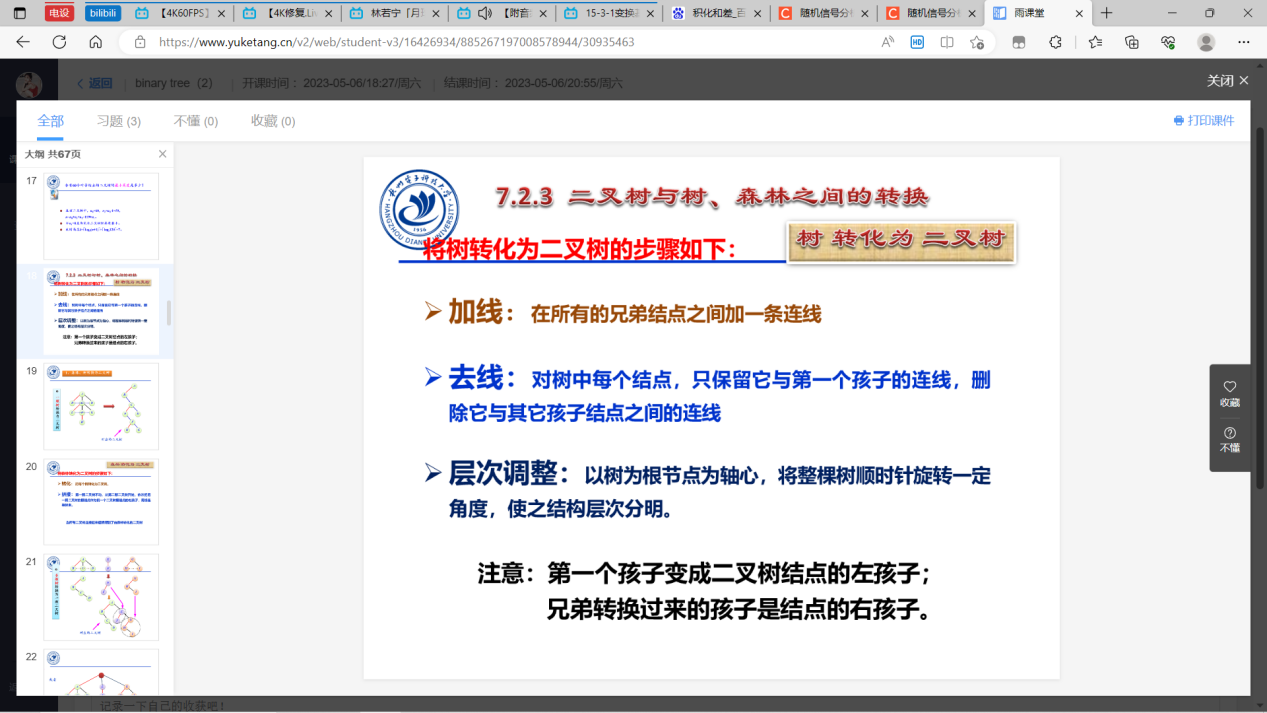 电设
bilibili
【4K60FPS】
【4K修复.Liv
林若宁「月
【附音
15-3-1变换
积化和差_百
随机信号分
随机信号分
雨课堂
https://www.yuketang.cn/v2/web/student-v3/16426934/885267197008578944/30935463
返回
binary tree（2）
开课时间： 2023-05-06/18:27/周六
结课时间： 2023-05-06/20:55/周六
关闭 ×
全部
习题 (3)
不懂 (0)
收藏 (0)
打印课件
大纲 共67页
17
19
20
21
22
7.2.3 二叉树与树、森林之间的转换
树 转化为 二叉树
将树转化为二叉树的步骤如下：
加线： 在所有的兄弟结点之间加一条连线
去线： 对树中每个结点，只保留它与第一个孩子的连线，删
除它与其它孩子结点之间的连线
层次调整： 以树为根节点为轴心，将整棵树顺时针旋转一定
角度，使之结构层次分明。
注意：第一个孩子变成二叉树结点的左孩子；
兄弟转换过来的孩子是结点的右孩子。
收藏
不懂
记录一下自己的收获吧！